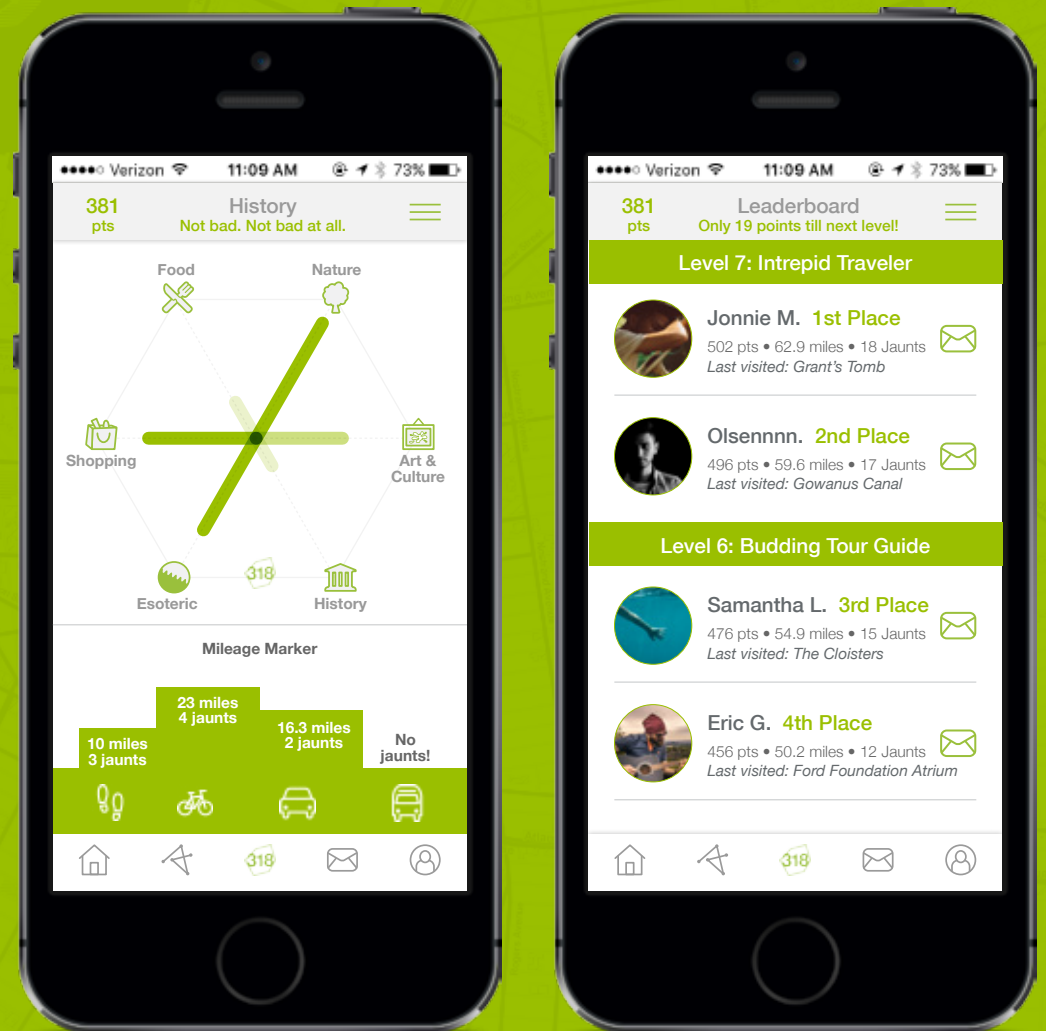 Verizon 11:09 AM 73%
381
pts
History
Not bad. Not bad at all.
Food
Nature
Shopping
Art &
Culture
Esoteric
318
History
Mileage Marker
10 miles
3 jaunts
23 miles
4 jaunts
16.3 miles
2 jaunts
No
jaunts!
318
Verizon 11:09 AM 73%
381
pts
Leaderboard
Only 19 points till next level!
Level 7: Intrepid Traveler
Jonnie M. 1st Place
502 pts • 62.9 miles • 18 Jaunts
Last visited: Grant's Tomb
Olsennnn. 2nd Place
496 pts • 59.6 miles • 17 Jaunts
Last visited: Gowanus Canal
Level 6: Budding Tour Guide
Samantha L. 3rd Place
476 pts • 54.9 miles • 15 Jaunts
Last visited: The Cloisters
Eric G. 4th Place
456 pts • 50.2 miles • 12 Jaunts
Last visited: Ford Foundation Atrium
318